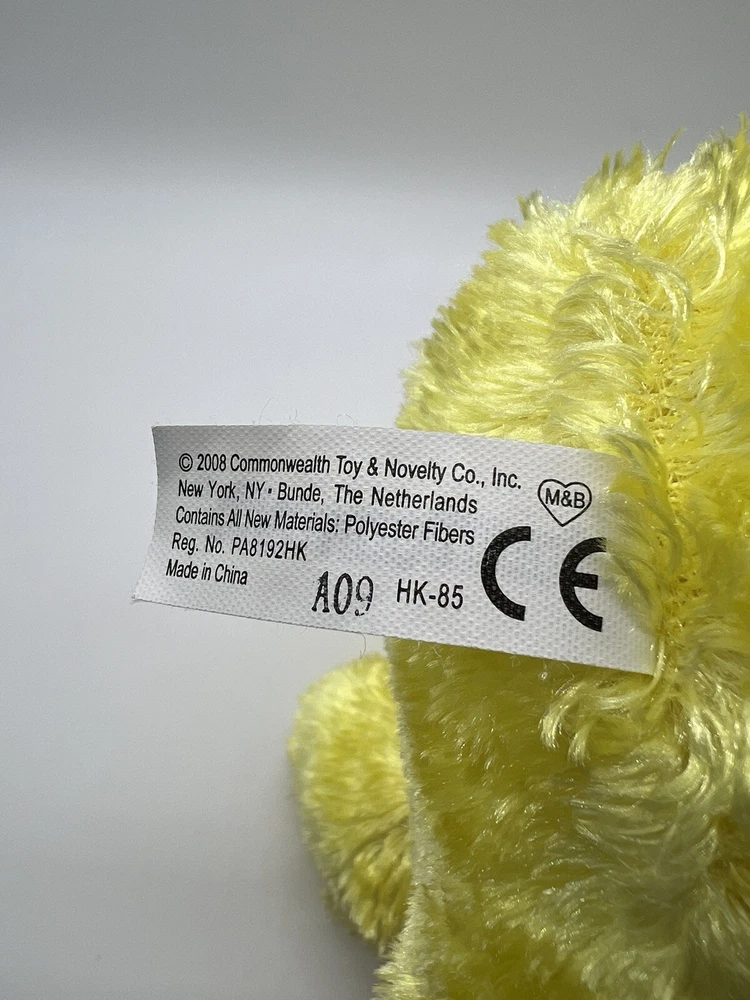 © 2008 Commonwealth Toy & Novelty Co., Inc.
New York, NY • Bunde, The Netherlands
Contains All New Materials: Polyester Fibers
Reg. No. PA8192HK
Made in China
A09 HK-85
M&B
CE